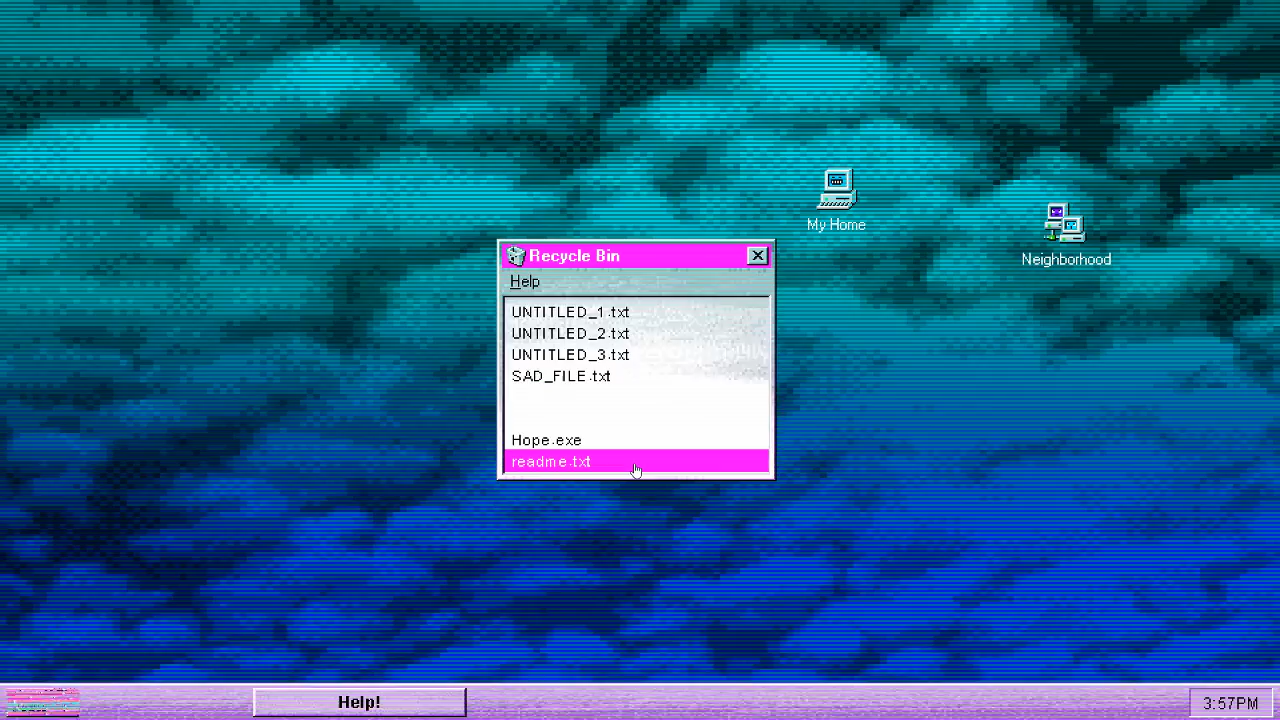 My Home
Neighborhood
Recycle Bin
Help
UNTITLED_1.txt
UNTITLED_2.txt
UNTITLED_3.txt
SAD_FILE.txt
Hope.exe
readme.txt
Help!
3:57PM